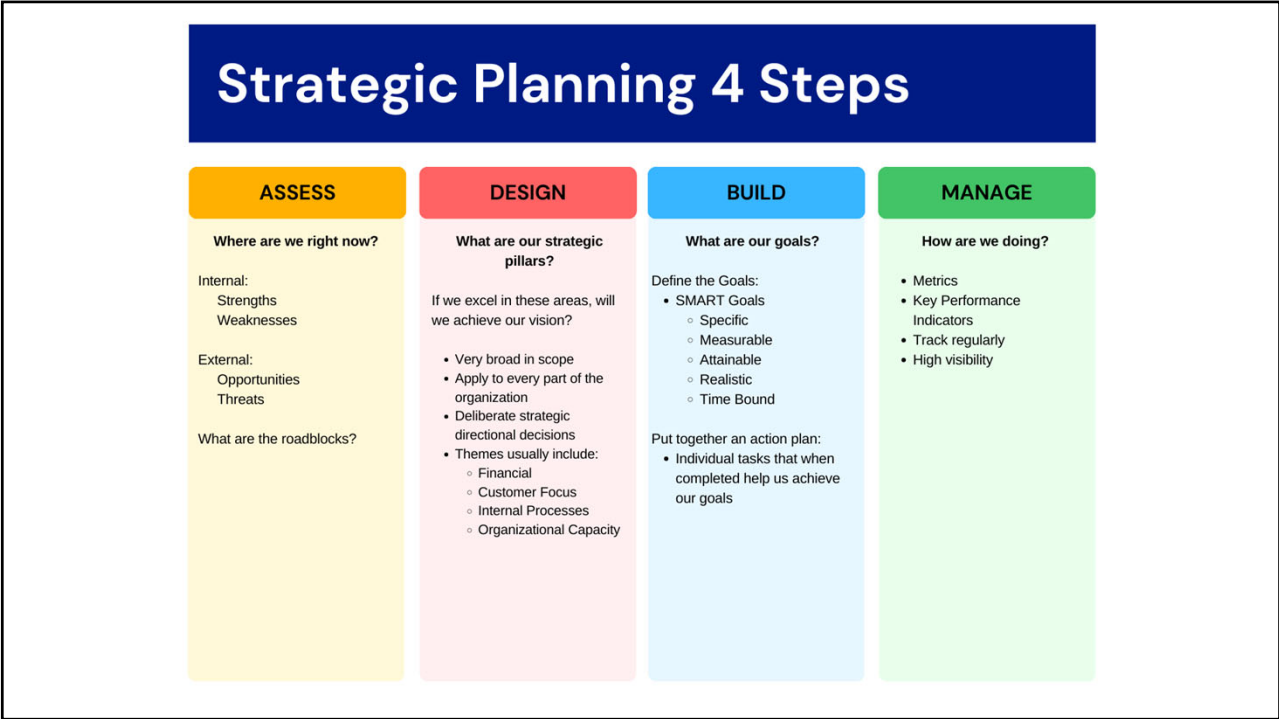 Strategic Planning 4 Steps
ASSESS
Where are we right now?
Internal:
Strengths
Weaknesses
External:
Opportunities
Threats
What are the roadblocks?
DESIGN
What are our strategic
pillars?
If we excel in these areas, will
we achieve our vision?
• Very broad in scope
• Apply to every part of the
organization
• Deliberate strategic
directional decisions
• Themes usually include:
◦ Financial
◦ Customer Focus
◦ Internal Processes
◦ Organizational Capacity
BUILD
What are our goals?
Define the Goals:
• SMART Goals
◦ Specific
◦ Measurable
◦ Attainable
◦ Realistic
◦ Time Bound
Put together an action plan:
• Individual tasks that when
completed help us achieve
our goals
MANAGE
How are we doing?
• Metrics
• Key Performance
Indicators
• Track regularly
• High visibility